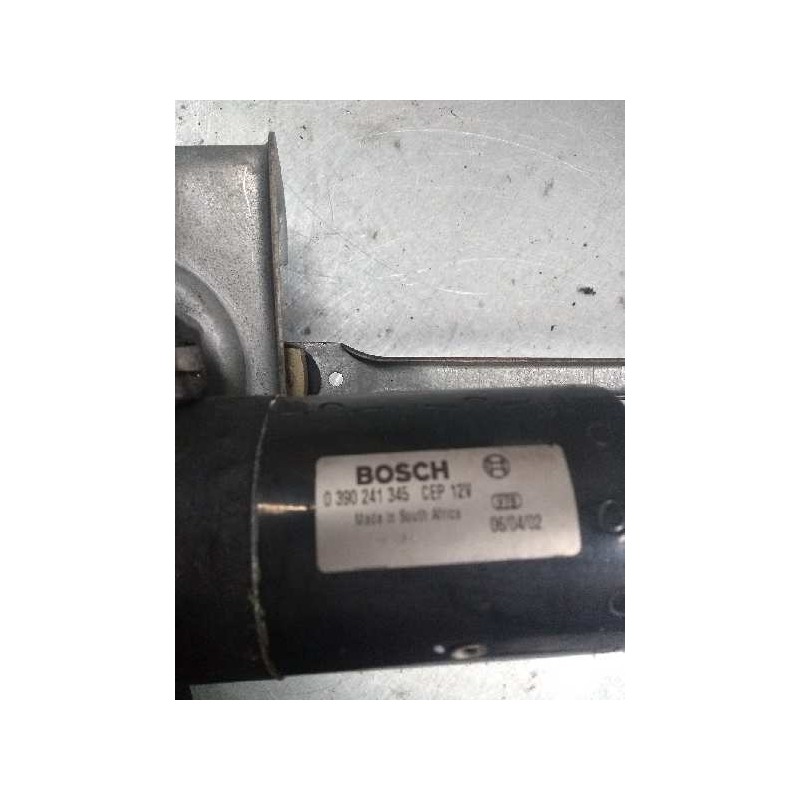 BOSCH
0 390 241 345 CEP 12V
Made in South Africa
06/04/02